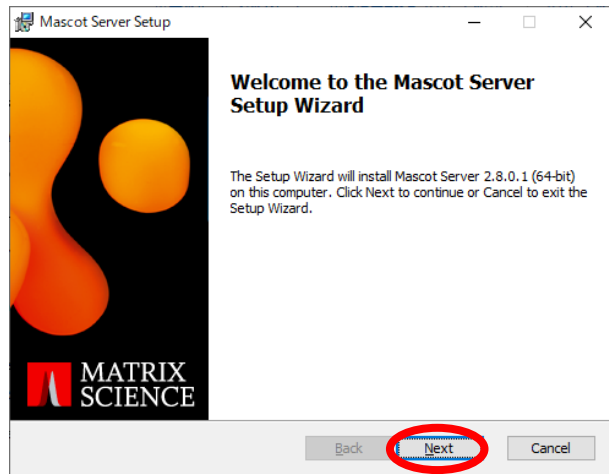 Mascot Server Setup
Welcome to the Mascot Server
Setup Wizard
The Setup Wizard will install Mascot Server 2.8.0.1 (64-bit)
on this computer. Click Next to continue or Cancel to exit the
Setup Wizard.
MATRIX
SCIENCE
Back
Next
Cancel